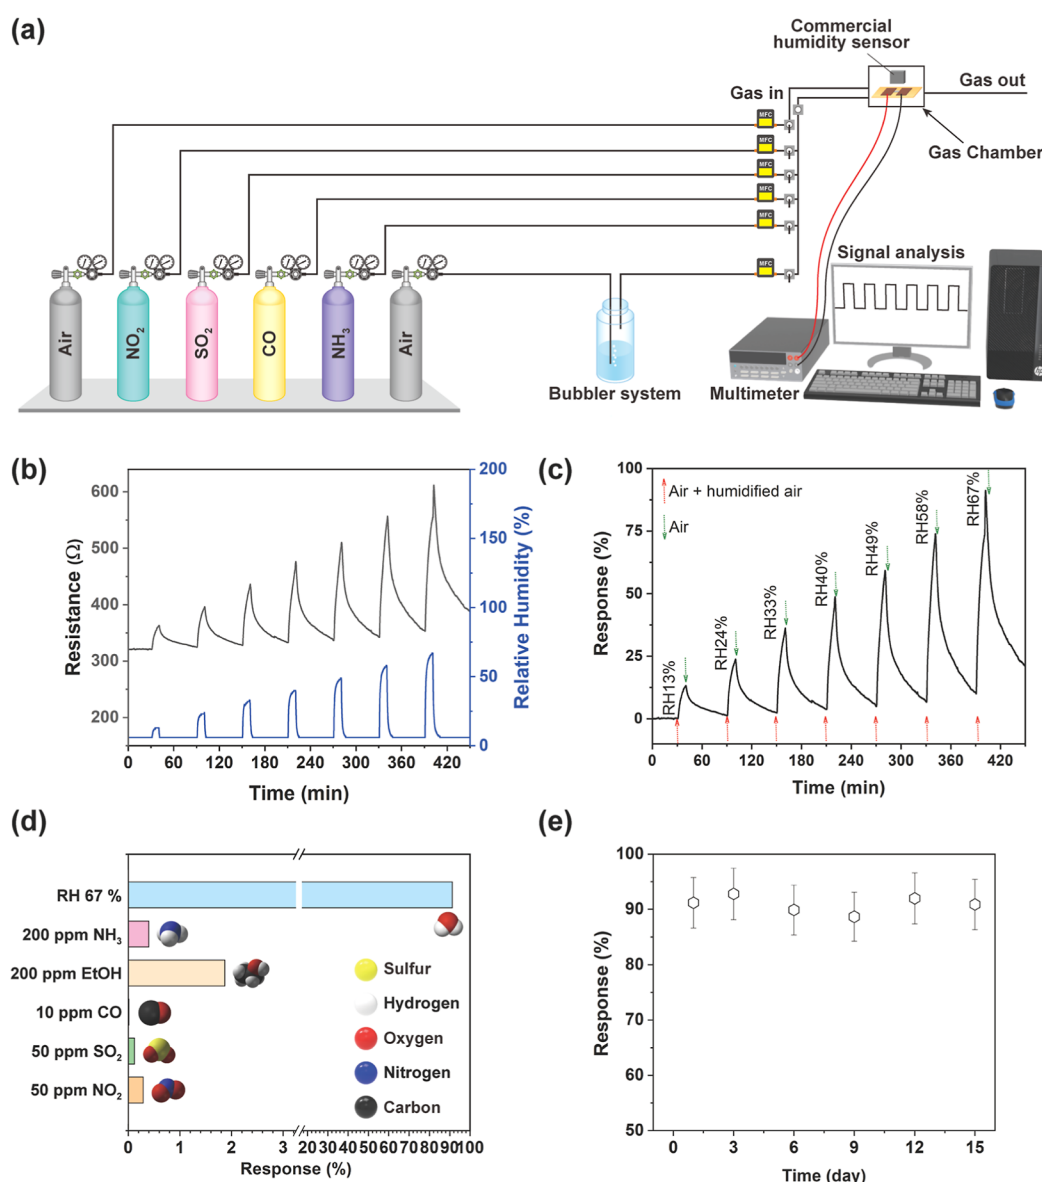 (a)
Commercial
humidity sensor
Gas in
Gas out
Gas Chamber
MFC
MFC
MFC
MFC
MFC
MFC
Signal analysis
Air
NO2
SO2
CO
NH3
Air
Bubbler system
Multimeter
(b)
Resistance (Ω)
600
500
400
300
200
200
150
100
50
0
Relative Humidity (%)
0 60 120 180 240 300 360 420
Time (min)
(c)
Response (%)
100
75
50
25
0
Air + humidified air
Air
RH13%
RH24%
RH33%
RH40%
RH49%
RH58%
RH67%
0 60 120 180 240 300 360 420
Time (min)
(d)
RH 67 %
200 ppm NH3
200 ppm EtOH
10 ppm CO
50 ppm SO2
50 ppm NO2
Sulfur
Hydrogen
Oxygen
Nitrogen
Carbon
0 1 2 3 20 30 40 50 60 70 80 90 100
Response (%)
(e)
Response (%)
100
90
80
70
60
50
0 3 6 9 12 15
Time (day)